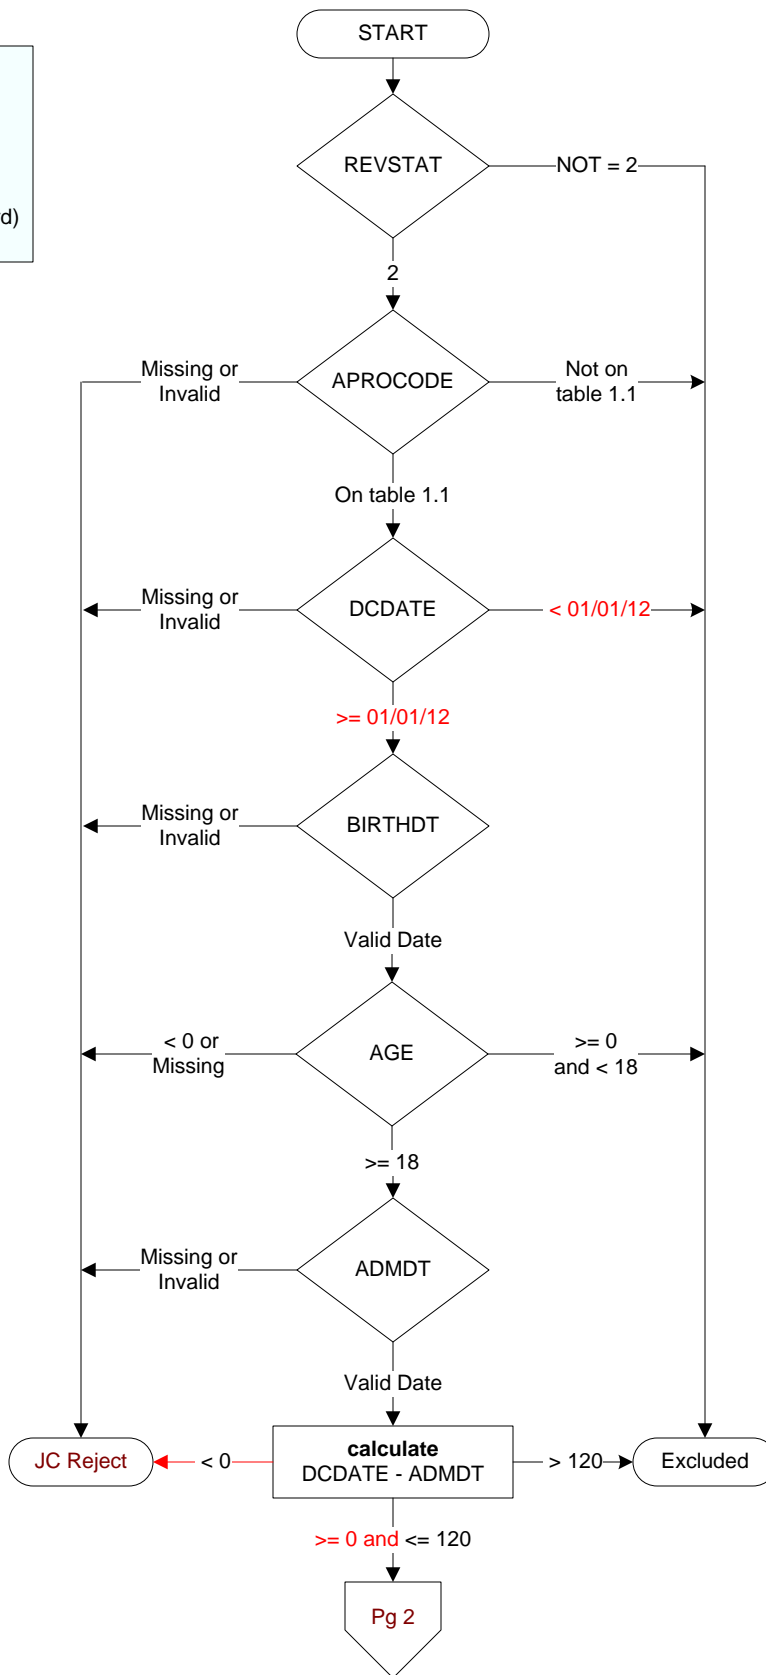 START
REVSTAT
NOT = 2
2
d)
Missing or
Invalid
APROCODE
Not on
table 1.1
On table 1.1
Missing or
Invalid
DCDATE
< 01/01/12
>= 01/01/12
Missing or
Invalid
BIRTHDT
Valid Date
< 0 or
Missing
AGE
>= 0
and < 18
>= 18
Missing or
Invalid
ADMDT
Valid Date
JC Reject
< 0
calculate
DCDATE - ADMDT
> 120
Excluded
>= 0 and <= 120
Pg 2